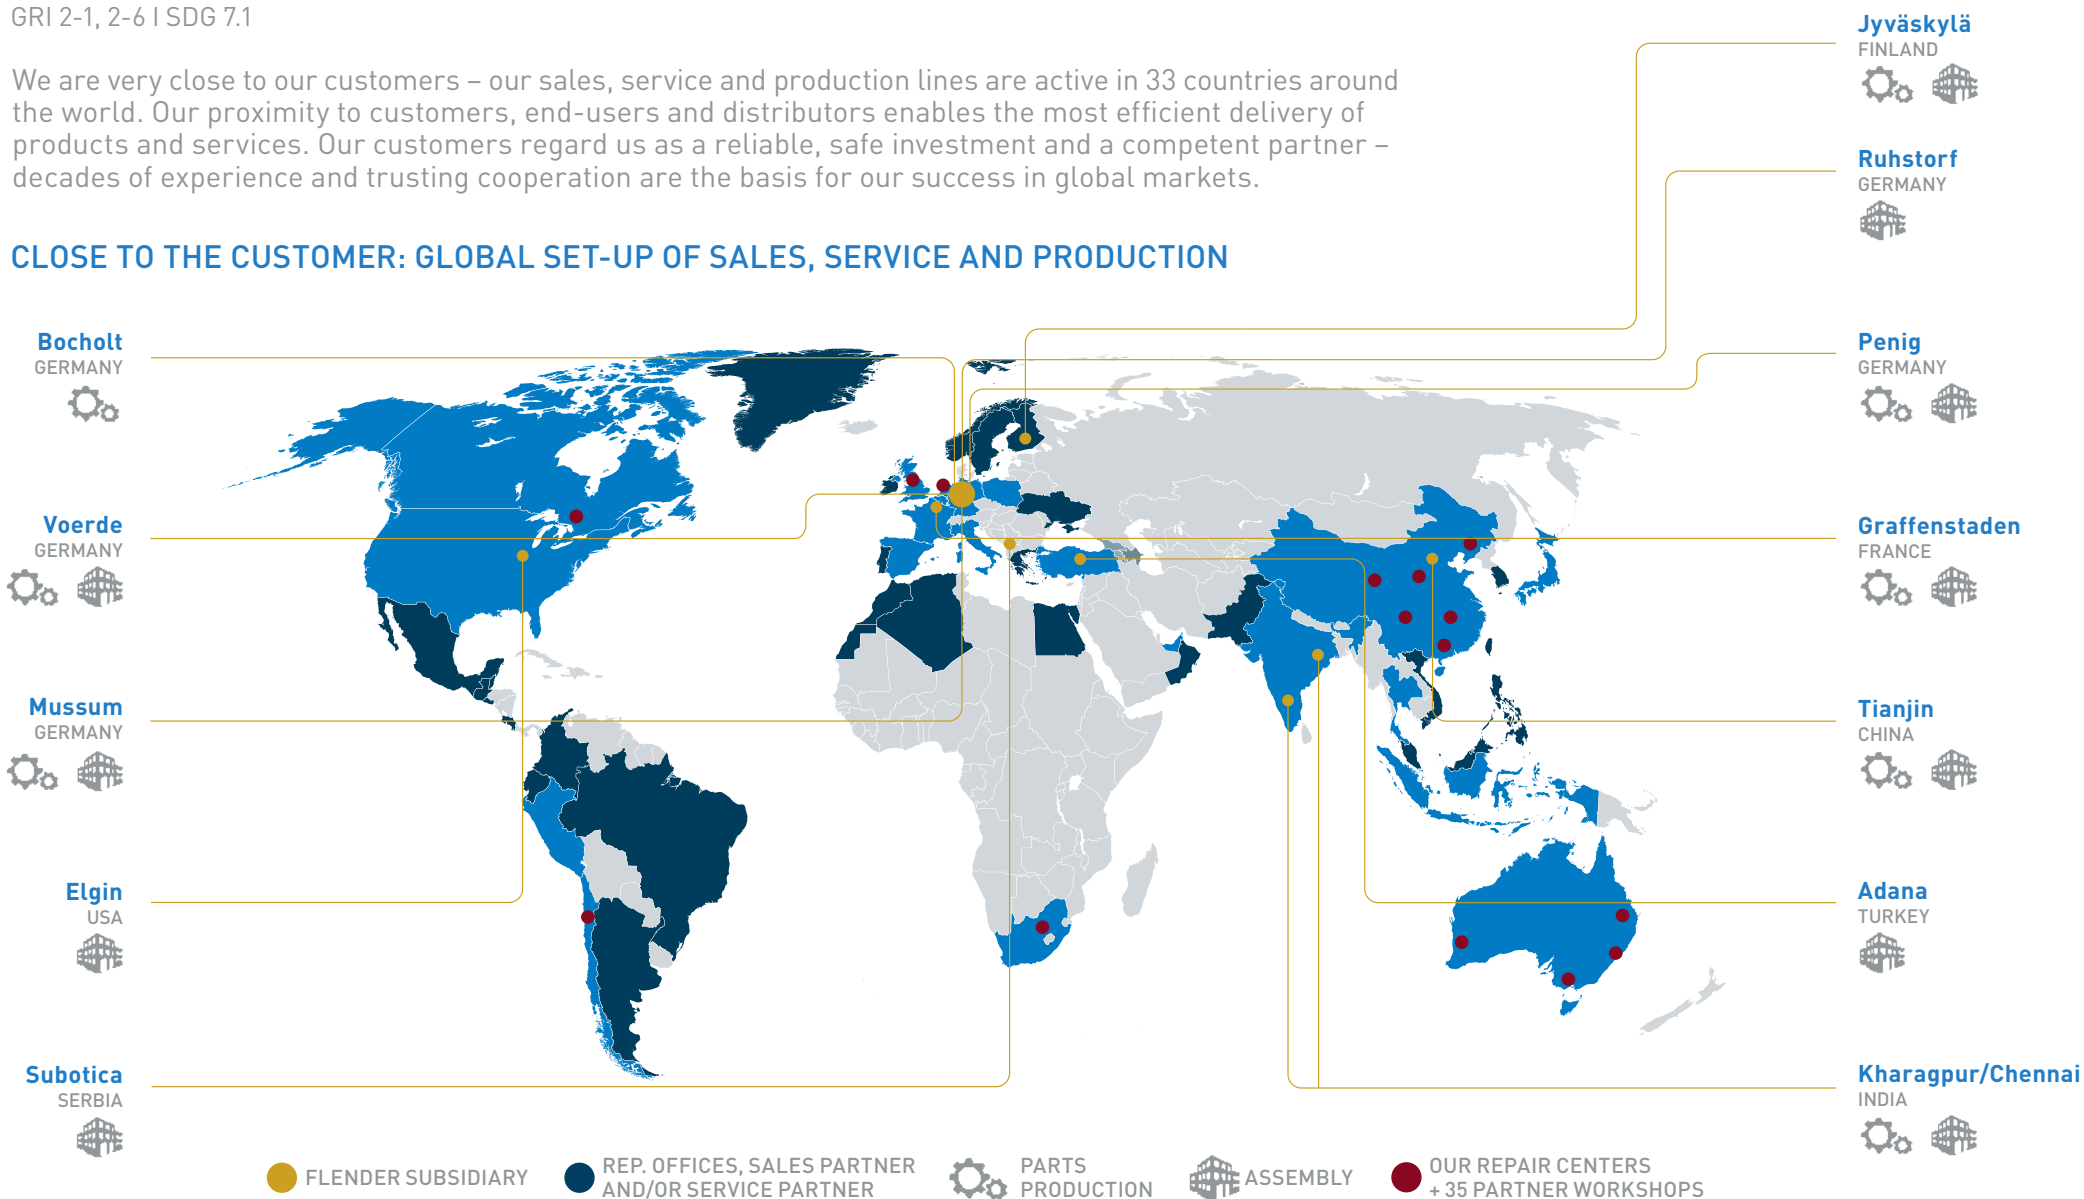 GRI 2-1, 2-6 I SDG 7.1
We are very close to our customers – our sales, service and production lines are active in 33 countries around
the world. Our proximity to customers, end-users and distributors enables the most efficient delivery of
products and services. Our customers regard us as a reliable, safe investment and a competent partner –
decades of experience and trusting cooperation are the basis for our success in global markets.
CLOSE TO THE CUSTOMER: GLOBAL SET-UP OF SALES, SERVICE AND PRODUCTION
Bocholt
GERMANY
Voerde
GERMANY
Mussum
GERMANY
Elgin
USA
Subotica
SERBIA
Jyväskylä
FINLAND
Ruhstorf
GERMANY
Penig
GERMANY
Graffenstaden
FRANCE
Tianjin
CHINA
Adana
TURKEY
Kharagpur/Chennai
INDIA
FLENDER SUBSIDIARY
REP. OFFICES, SALES PARTNER
AND/OR SERVICE PARTNER
PARTS
PRODUCTION
ASSEMBLY
OUR REPAIR CENTERS
+ 35 PARTNER WORKSHOPS